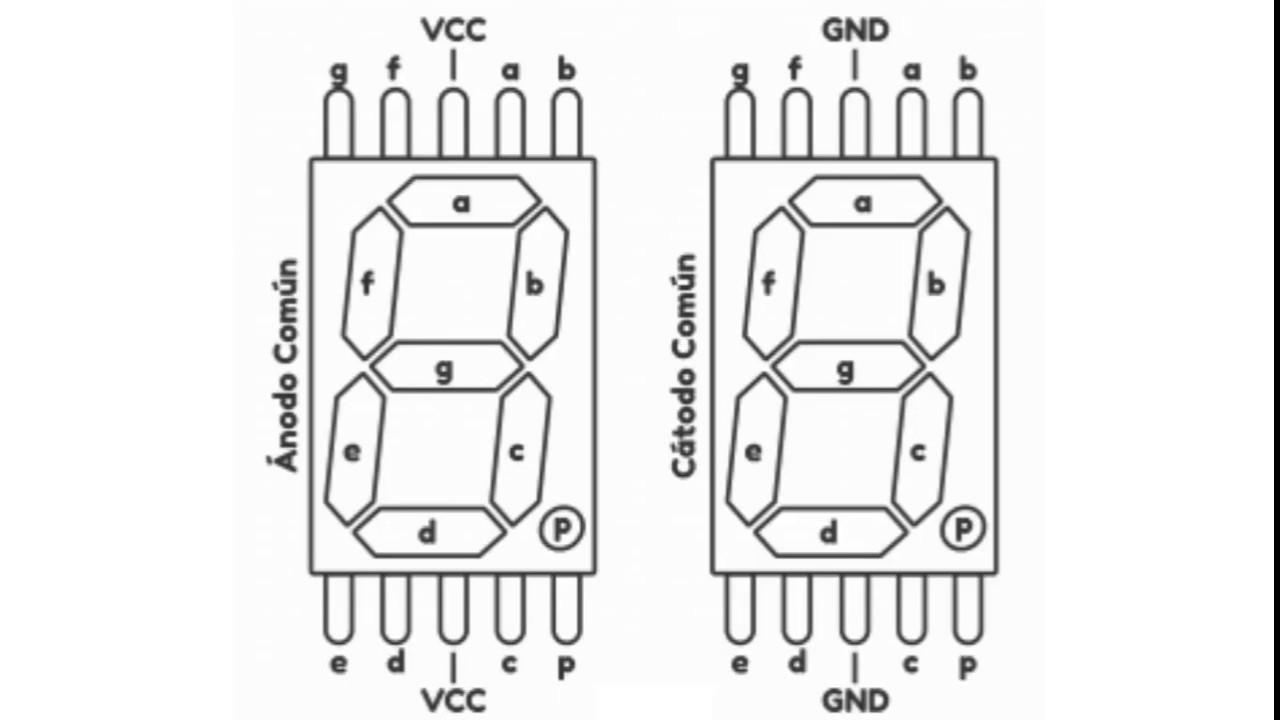 VCC
g f a b
Ánodo Común
a
f b
g
e c
d P
e d c p
VCC
GND
g f a b
Cátodo Común
a
f b
g
e c
d P
e d c p
GND